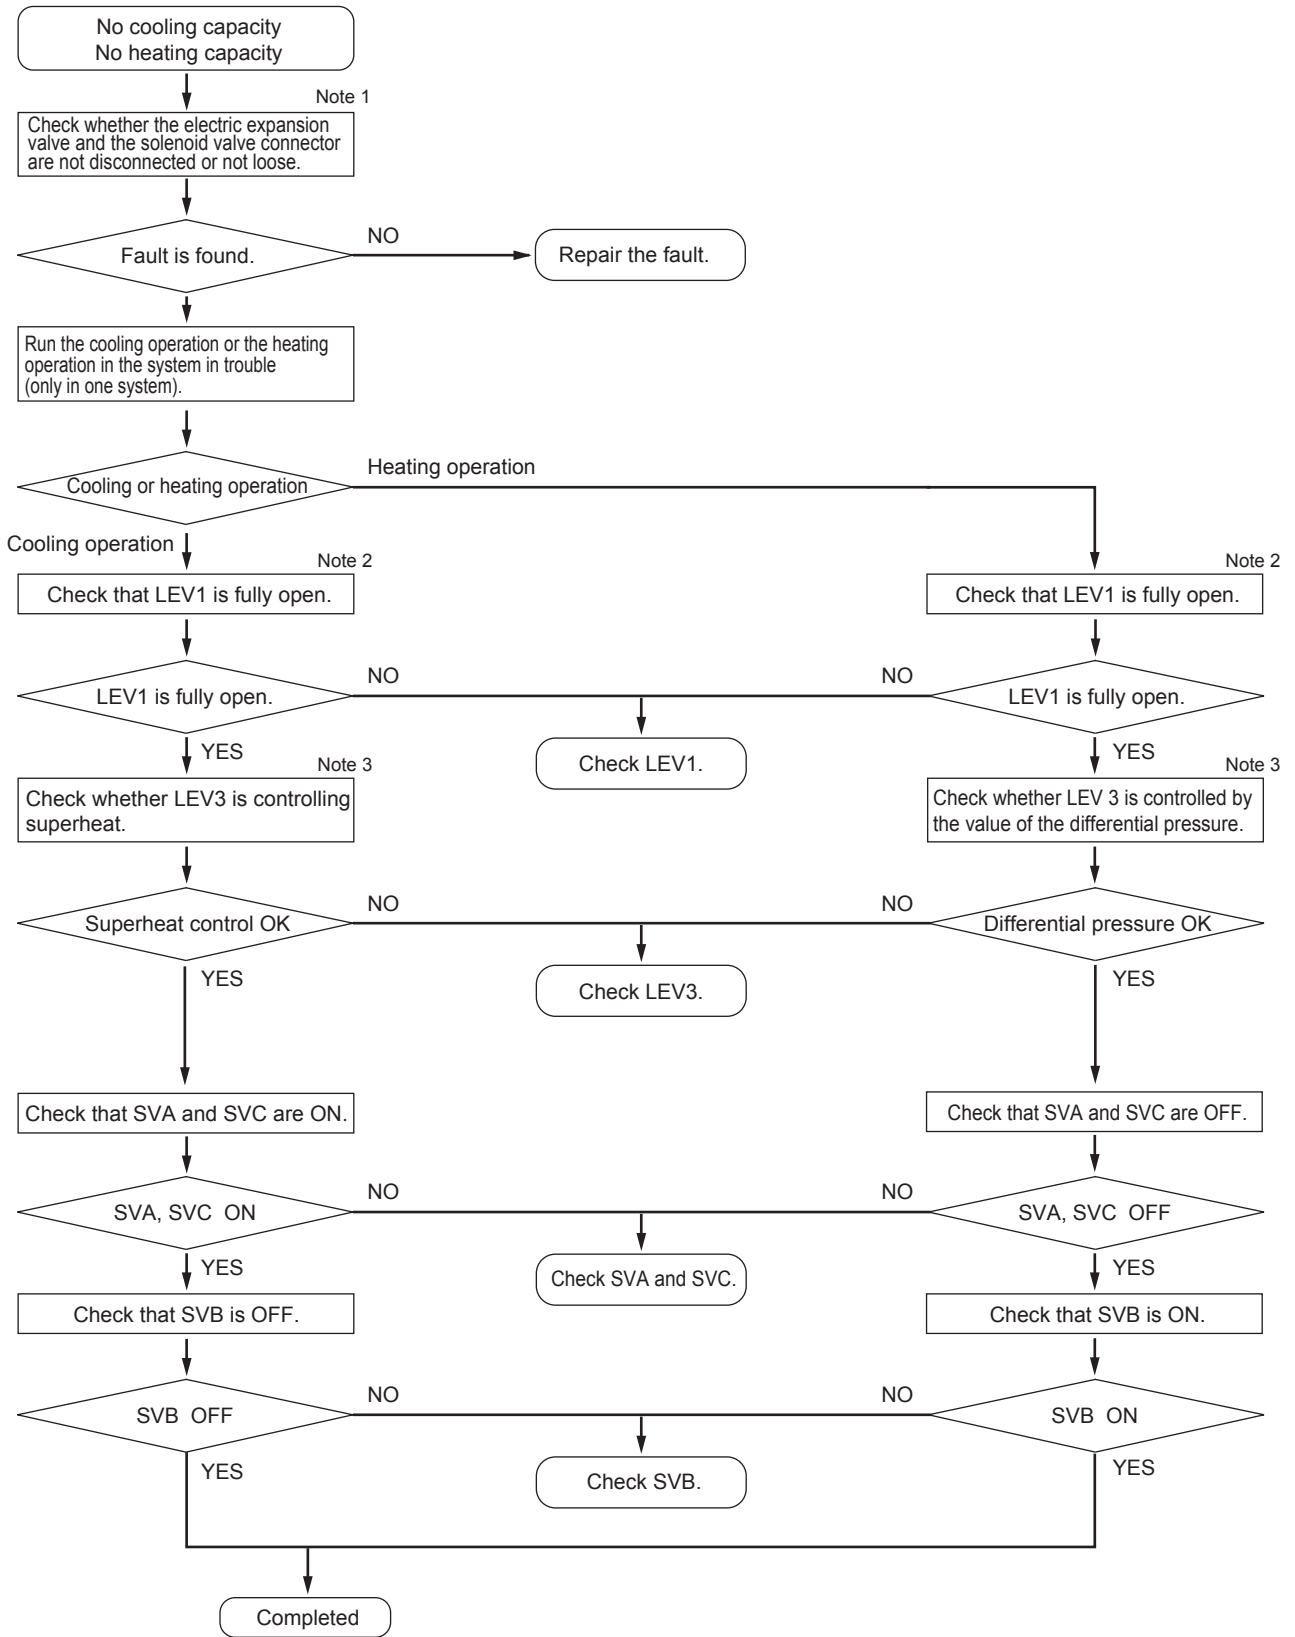 No cooling capacity
No heating capacity
Note 1
Check whether the electric expansion
valve and the solenoid valve connector
are not disconnected or not loose.
Fault is found.
NO
Repair the fault.
Run the cooling operation or the heating
operation in the system in trouble
(only in one system).
Cooling or heating operation
Heating operation
Cooling operation
Note 2
Note 2
Check that LEV1 is fully open.
Check that LEV1 is fully open.
LEV1 is fully open.
NO
NO
LEV1 is fully open.
Check LEV1.
YES
YES
Note 3
Note 3
Check whether LEV3 is controlling
superheat.
Check whether LEV 3 is controlled by
the value of the differential pressure.
Superheat control OK
NO
NO
Differential pressure OK
YES
YES
Check LEV3.
Check that SVA and SVC are ON.
Check that SVA and SVC are OFF.
SVA, SVC  ON
NO
NO
SVA, SVC  OFF
YES
YES
Check SVA and SVC.
Check that SVB is OFF.
Check that SVB is ON.
SVB  OFF
NO
NO
SVB  ON
YES
YES
Check SVB.
Completed